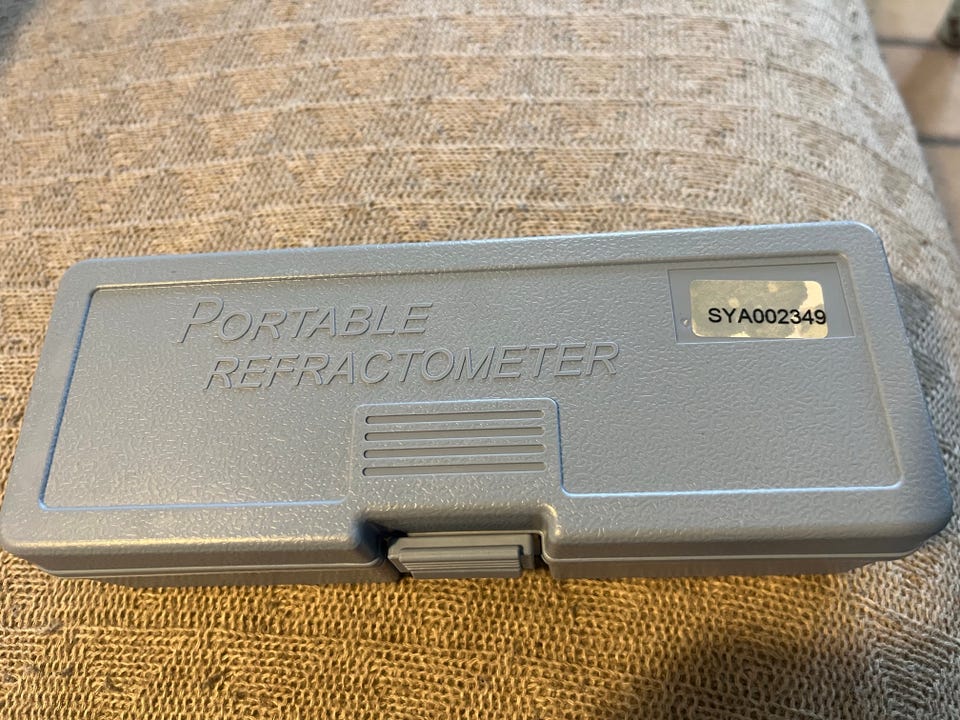 PORTABLE
REFRACTOMETER
SYA002349